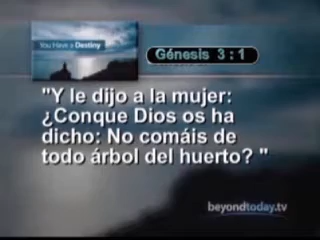 You Have a Destiny
Génesis 3 : 1
"Y le dijo a la mujer:
¿Conque Dios os ha
dicho: No comáis de
todo árbol del huerto? "
beyondtoday.tv